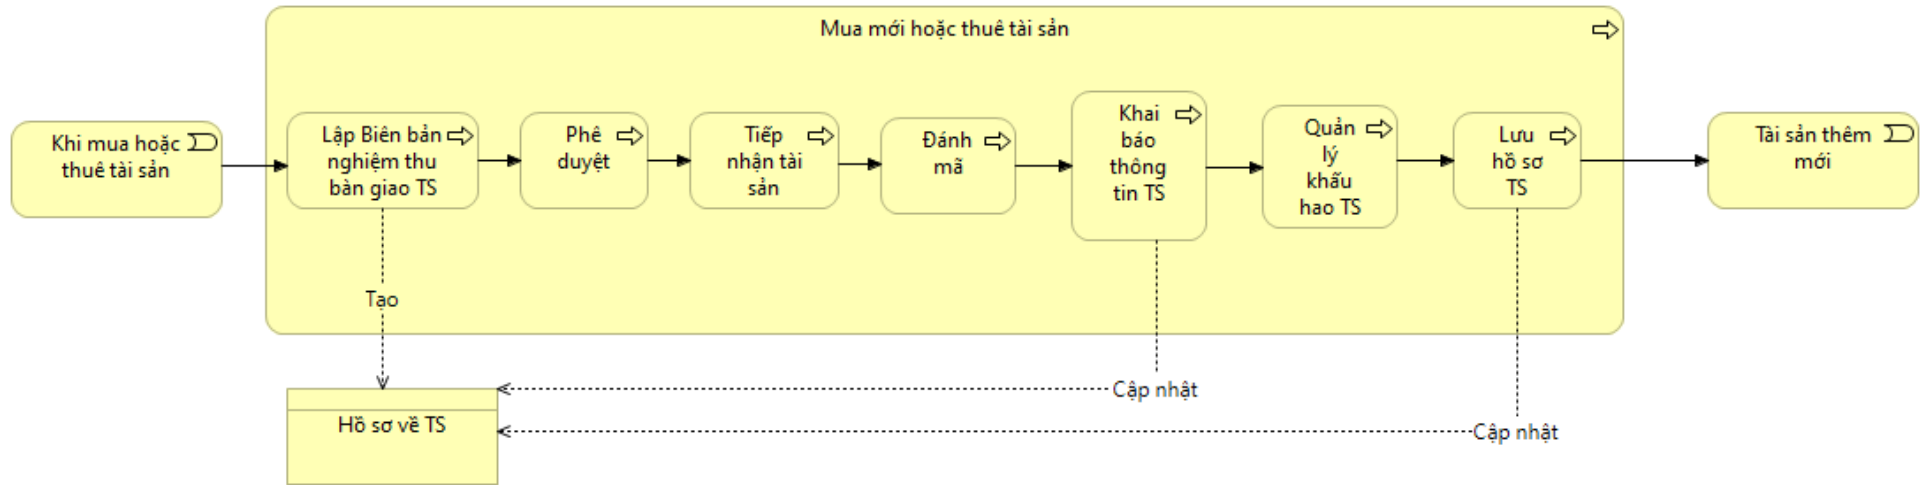 Mua mới hoặc thuê tài sản
Khi mua hoặc
thuê tài sản
Lập Biên bản
nghiệm thu
bàn giao TS
Phê
duyệt
Tiếp
nhận tài
sản
Đánh
mã
Khai
báo
thông
tin TS
Quản
lý
khấu
hao TS
Lưu
hồ sơ
TS
Tài sản thêm
mới
Tạo
Cập nhật
Cập nhật
Hồ sơ về TS